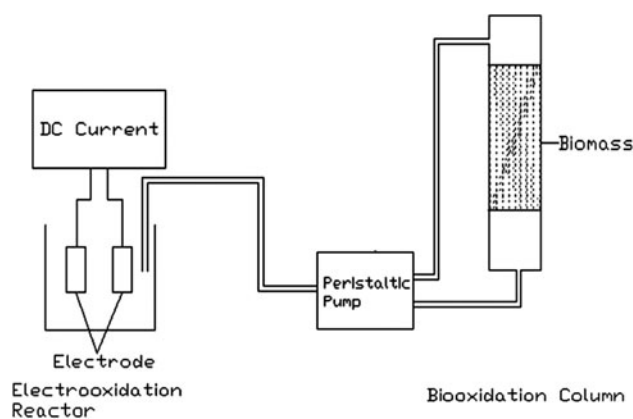 DC Current
Biomass
Peristaltic
Pump
Electrode
Electrooxidation
Reactor
Biooxidation Column